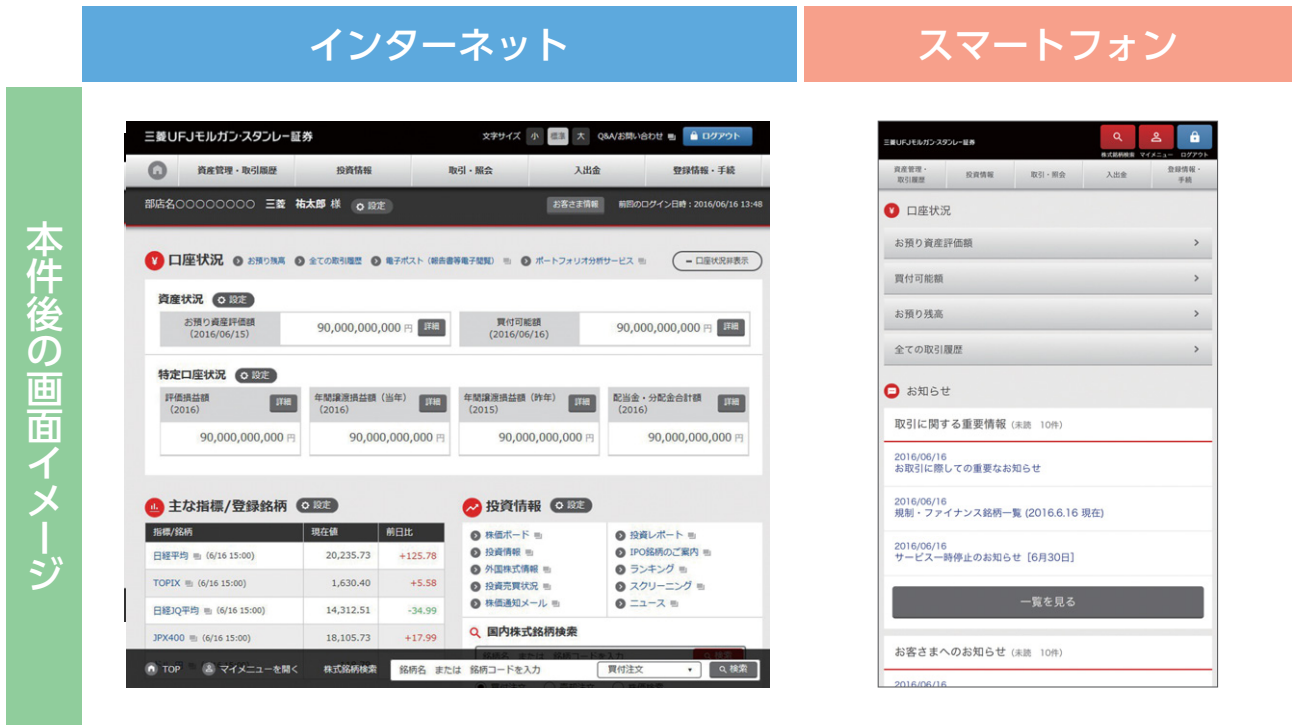 インターネット
スマートフォン
本件後の画面イメージ
三菱UFJモルガン・スタンレー証券
文字サイズ 小 標準 大 Q&A/お問い合わせ ログアウト
資産管理・取引履歴 投資情報 取引・照会 入出金 登録情報・手続
部店名○○○○○○○○ 三菱 祐太郎 様 設定 お客さま情報 前回のログイン日時：2016/06/16 13:48
口座状況 お預り残高 全ての取引履歴 電子ポスト（報告書等電子閲覧） ポートフォリオ分析サービス －口座状況非表示
資産状況 設定
お預り資産評価額
（2016/06/15）
90,000,000,000 円 詳細
買付可能額
（2016/06/16）
90,000,000,000 円 詳細
特定口座状況 設定
評価損益額
（2016）
詳細
年間譲渡損益額（当年）
（2016）
詳細
年間譲渡損益額（昨年）
（2015）
詳細
配当金・分配金合計額
（2016）
詳細
90,000,000,000 円 90,000,000,000 円 90,000,000,000 円 90,000,000,000 円
主な指標/登録銘柄 設定
指標/銘柄 現在値 前日比
日経平均 (6/16 15:00) 20,235.73 +125.78
TOPIX (6/16 15:00) 1,630.40 +5.58
日経JQ平均 (6/16 15:00) 14,312.51 -34.99
JPX400 (6/16 15:00) 18,105.73 +17.99
投資情報 設定
株価ボード
投資情報
外国株式情報
投資売買状況
株価通知メール
投資レポート
IPO銘柄のご案内
ランキング
スクリーニング
ニュース
国内株式銘柄検索
TOP マイメニューを開く 株式銘柄検索 銘柄名 または 銘柄コードを入力 買付注文 検索
三菱UFJモルガン・スタンレー証券
株式銘柄検索 マイメニュー ログアウト
資産管理・
取引履歴
投資情報
取引・照会
入出金
登録情報・
手続
口座状況
お預り資産評価額
買付可能額
お預り残高
全ての取引履歴
お知らせ
取引に関する重要情報（未読 10件）
2016/06/16
お取引に際しての重要なお知らせ
2016/06/16
規制・ファイナンス銘柄一覧 (2016.6.16 現在)
2016/06/16
サービス一時停止のお知らせ［6月30日］
一覧を見る
お客さまへのお知らせ（未読 10件）
2016/06/16